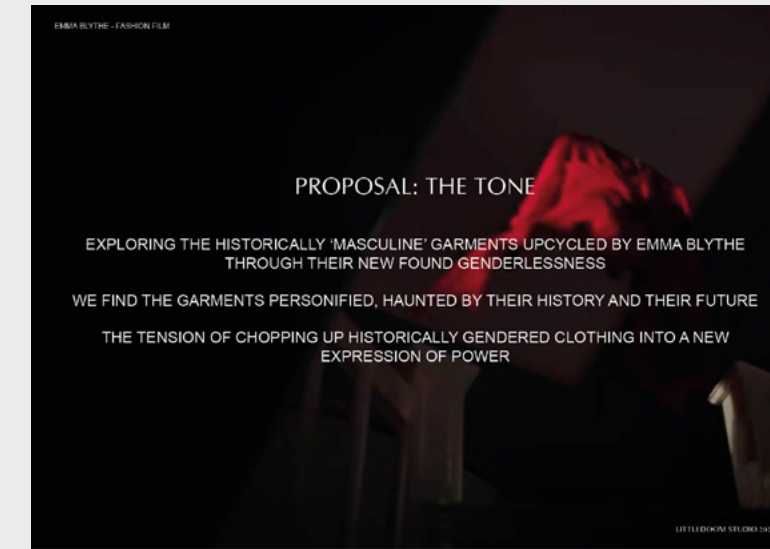 EMMA BLYTHE - FASHION FILM
PROPOSAL: THE TONE
EXPLORING THE HISTORICALLY ‘MASCULINE’ GARMENTS UPCYCLED BY EMMA BLYTHE
THROUGH THEIR NEW FOUND GENDERLESSNESS
WE FIND THE GARMENTS PERSONIFIED, HAUNTED BY THEIR HISTORY AND THEIR FUTURE
THE TENSION OF CHOPPING UP HISTORICALLY GENDERED CLOTHING INTO A NEW
EXPRESSION OF POWER
LITTLEDOOM STUDIO